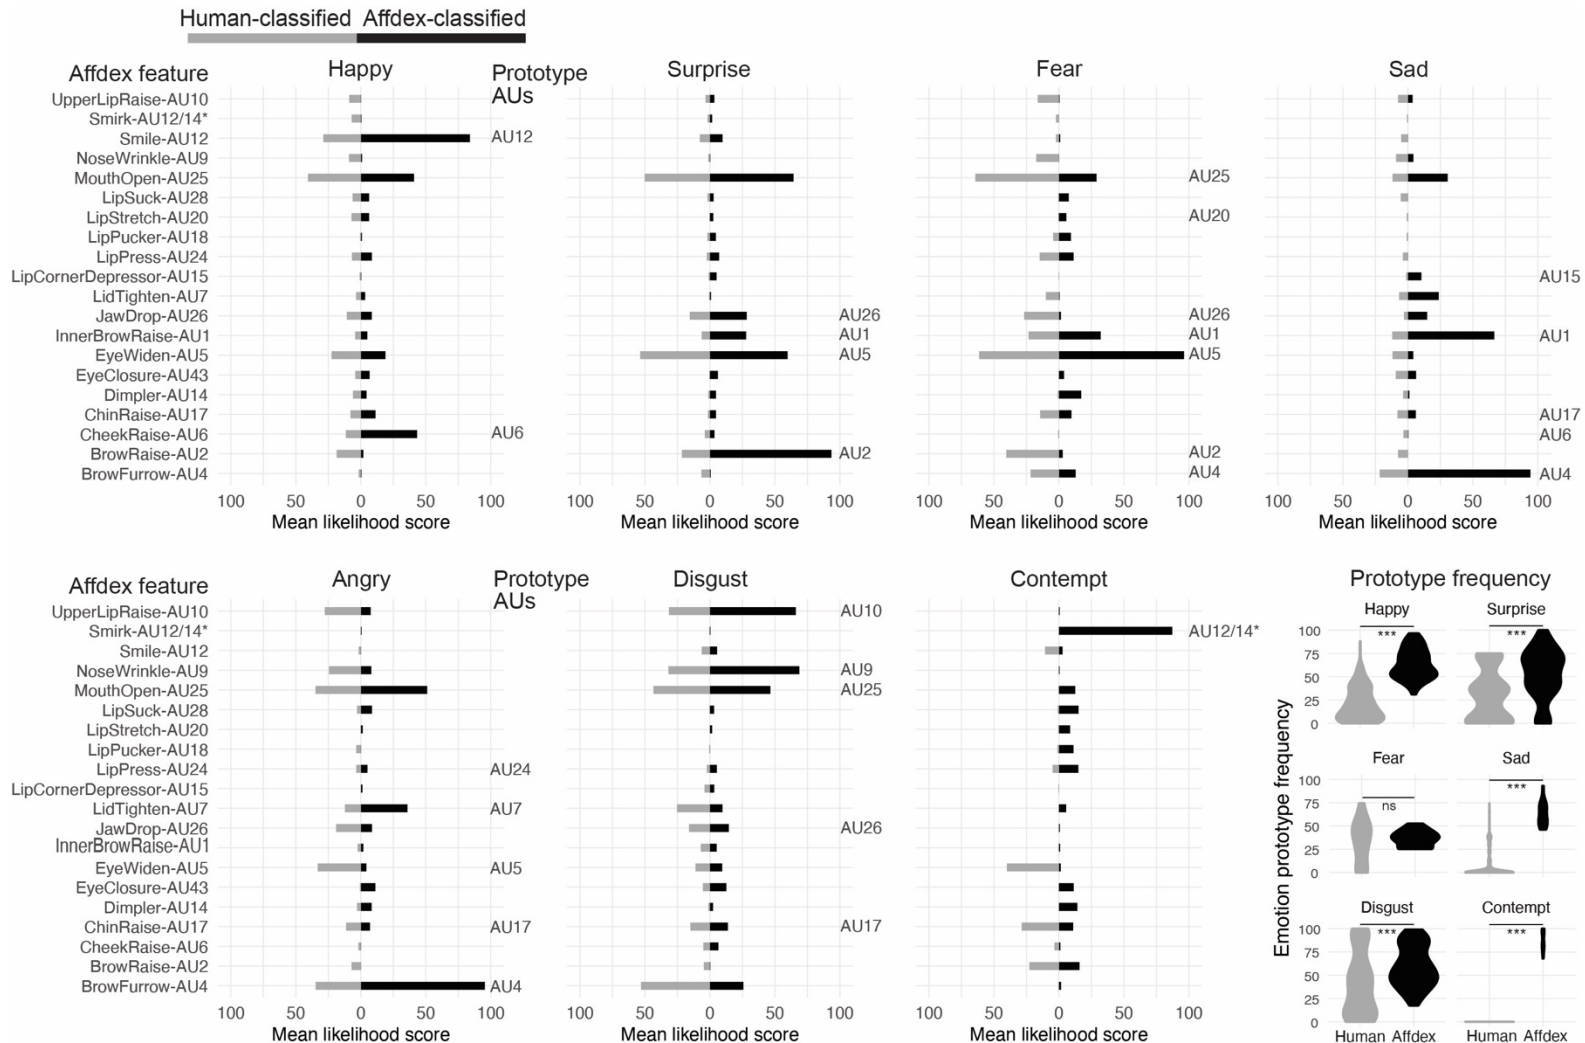 Human-classified Affdex-classified
Affdex feature Happy Prototype AUs Surprise Fear Sad
UpperLipRaise-AU10
Smirk-AU12/14*
Smile-AU12 AU12
NoseWrinkle-AU9
MouthOpen-AU25 AU25
LipSuck-AU28
LipStretch-AU20 AU20
LipPucker-AU18
LipPress-AU24
LipCornerDepressor-AU15 AU15
LidTighten-AU7
JawDrop-AU26 AU26 AU26
InnerBrowRaise-AU1 AU1 AU1 AU1
EyeWiden-AU5 AU5 AU5
EyeClosure-AU43
Dimpler-AU14
ChinRaise-AU17 AU17
CheekRaise-AU6 AU6 AU6
BrowRaise-AU2 AU2 AU2
BrowFurrow-AU4 AU4 AU4
100 50 0 50 100 100 50 0 50 100 100 50 0 50 100 100 50 0 50 100
Mean likelihood score Mean likelihood score Mean likelihood score Mean likelihood score
Affdex feature Angry Prototype AUs Disgust Contempt
UpperLipRaise-AU10 AU10
Smirk-AU12/14* AU12/14*
Smile-AU12
NoseWrinkle-AU9 AU9
MouthOpen-AU25 AU25
LipSuck-AU28
LipStretch-AU20
LipPucker-AU18
LipPress-AU24 AU24
LipCornerDepressor-AU15
LidTighten-AU7 AU7
JawDrop-AU26 AU26
InnerBrowRaise-AU1
EyeWiden-AU5 AU5
EyeClosure-AU43
Dimpler-AU14
ChinRaise-AU17 AU17 AU17
CheekRaise-AU6
BrowRaise-AU2
BrowFurrow-AU4 AU4
100 50 0 50 100 100 50 0 50 100 100 50 0 50 100
Mean likelihood score Mean likelihood score Mean likelihood score
Prototype frequency
Emotion prototype frequency
Happy Surprise
100
*** ***
75
50
25
0
Fear Sad
100
***
75
ns
50
25
0
Disgust Contempt
100
*** ***
75
50
25
0
Human Affdex Human Affdex